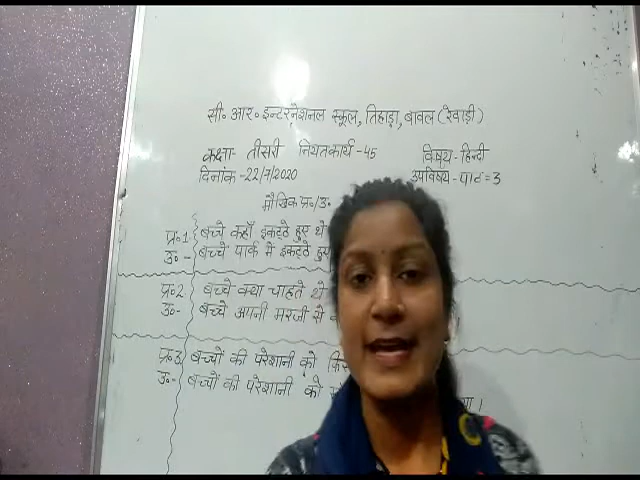 सी० आर० इन्टरनेशनल स्कूल, तिहाड़ा, बावल (रेवाड़ी)
कक्षा- तीसरी नियतकार्य -45 विषय - हिन्दी
दिनांक -22/7/2020 उपविषय - पाठ = 3
मौखिक प्र०/उ०
प्र०1 बच्चे कहाँ इकट्ठे हुए थे
उ०- बच्चे पार्क में इकट्ठे हुए
प्र०2 बच्चे क्या चाहते थे
उ०- बच्चे अपनी मरजी से
प्र०3 बच्चों की परेशानी को
उ०- बच्चों की परेशानी को